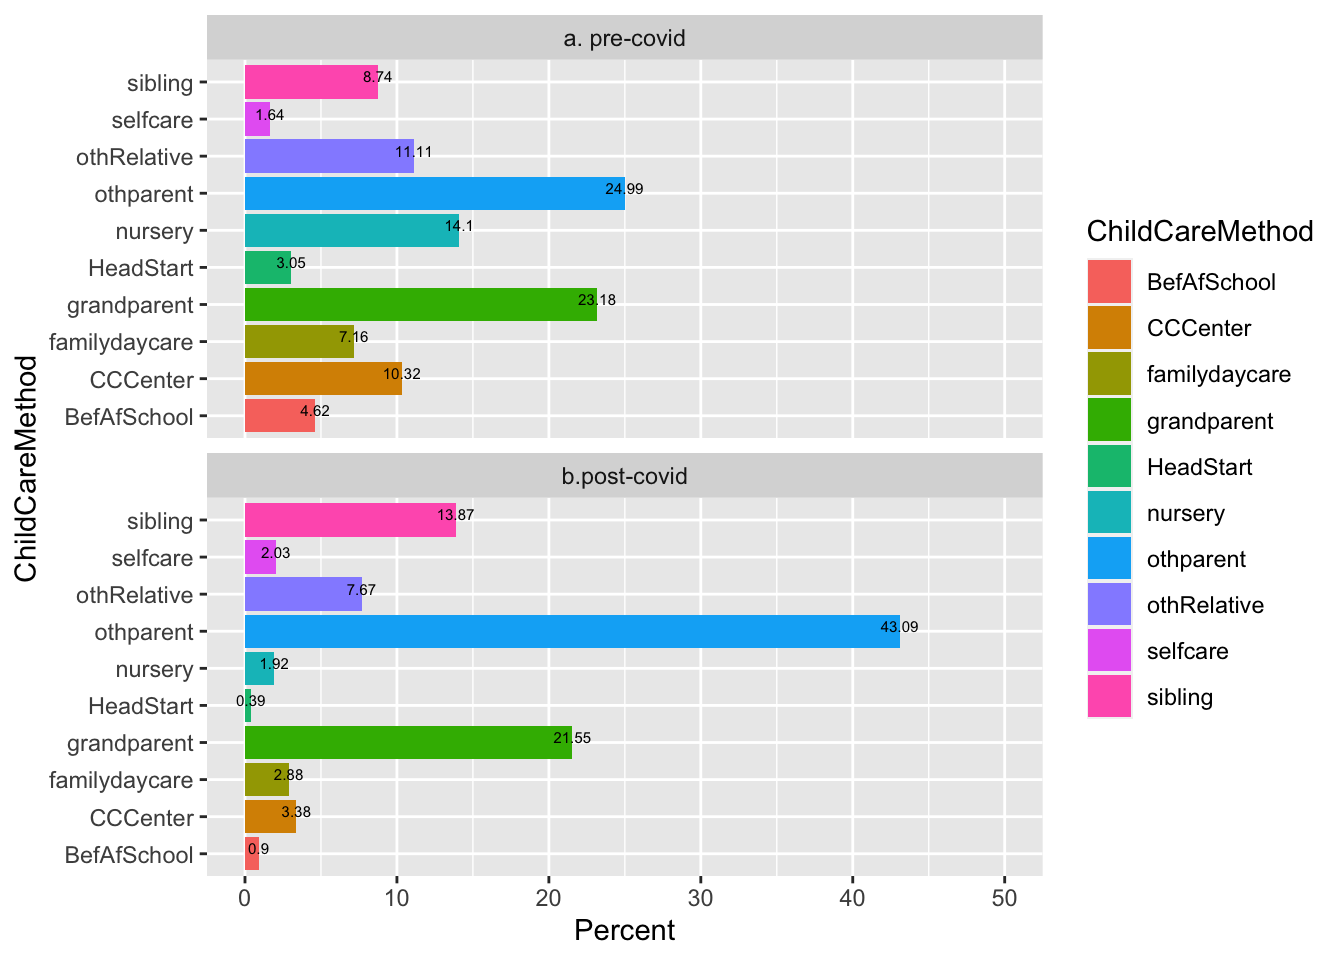 a. pre-covid
sibling 8.74
selfcare 1.64
othRelative 11.11
othparent 24.99
nursery 14.1
HeadStart 3.05
grandparent 23.18
familydaycare 7.16
CCCenter 10.32
BefAfSchool 4.62
b.post-covid
sibling 13.87
selfcare 2.03
othRelative 7.67
othparent 43.09
nursery 1.92
HeadStart 0.39
grandparent 21.55
familydaycare 2.88
CCCenter 3.38
BefAfSchool 0.9
0 10 20 30 40 50
Percent
ChildCareMethod
ChildCareMethod
BefAfSchool
CCCenter
familydaycare
grandparent
HeadStart
nursery
othparent
othRelative
selfcare
sibling